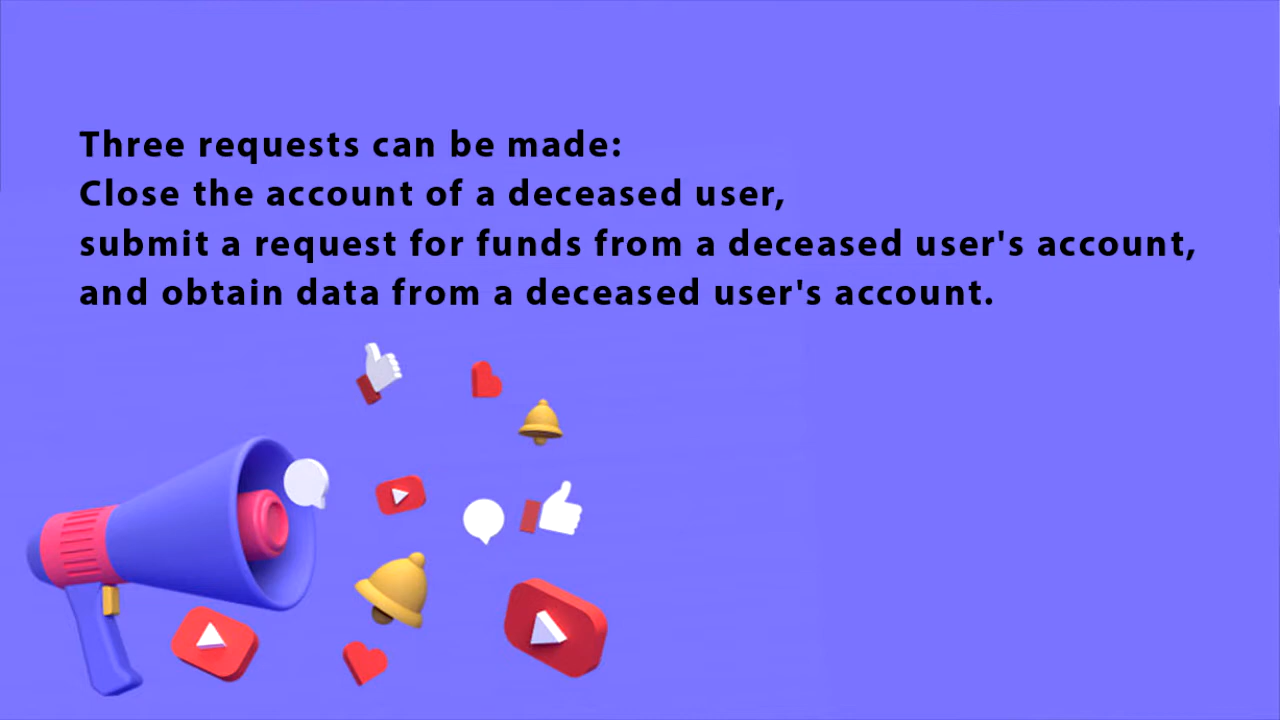 Three requests can be made:
Close the account of a deceased user,
submit a request for funds from a deceased user's account,
and obtain data from a deceased user's account.